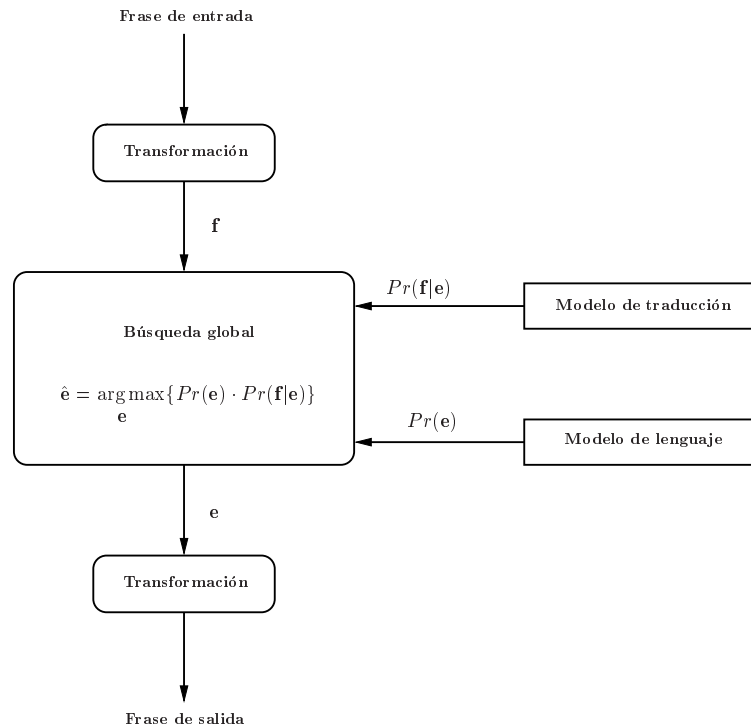 Frase de entrada
Transformación
f
Pr(f|e)
Modelo de traducción
Búsqueda global
ê = arg max{Pr(e) · Pr(f|e)}
e
Pr(e)
Modelo de lenguaje
e
Transformación
Frase de salida